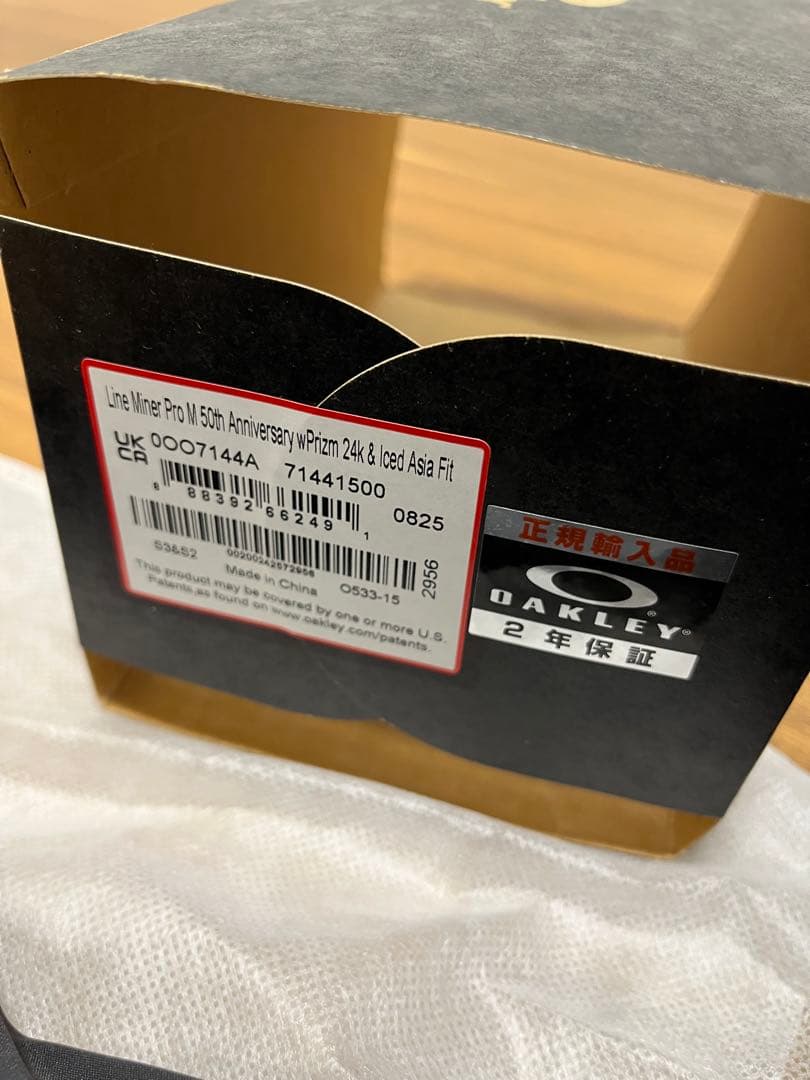 Line Miner Pro M 50th Anniversary wPrizm 24k & Iced Asia Fit
UK
CA
0OO7144A 71441500
8 88392 66249 1
0825
S3&S2 00200242572956
2956
Made in China O533-15
This product may be covered by one or more U.S.
Patents as found on www.oakley.com/patents.
正規輸入品
OAKLEY®
2年保証